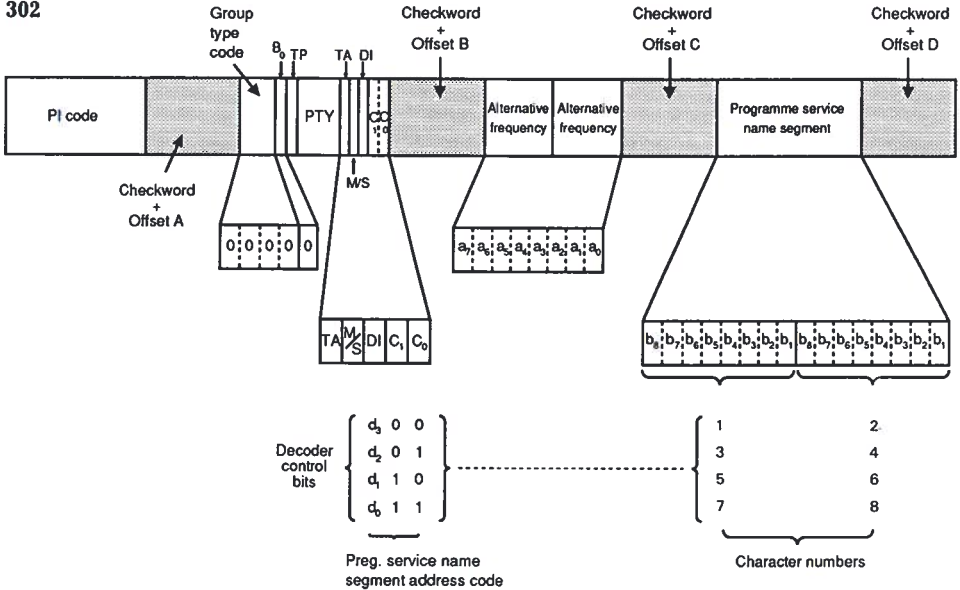 302
Group
type
code
B₀
TP
TA
DI
Checkword
+
Offset B
Checkword
+
Offset C
Checkword
+
Offset D
PI code
PTY
C₁
C₀
Alternative
frequency
Alternative
frequency
Programme service
name segment
Checkword
+
Offset A
M/S
0 0 0 0 0
a₇ a₆ a₅ a₄ a₃ a₂ a₁ a₀
TA M/S DI C₁ C₀
b₈ b₇ b₆ b₅ b₄ b₃ b₂ b₁ b₈ b₇ b₆ b₅ b₄ b₃ b₂ b₁
Decoder
control
bits
d₃ 0 0
d₂ 0 1
d₁ 1 0
d₀ 1 1
1 2
3 4
5 6
7 8
Preg. service name
segment address code
Character numbers